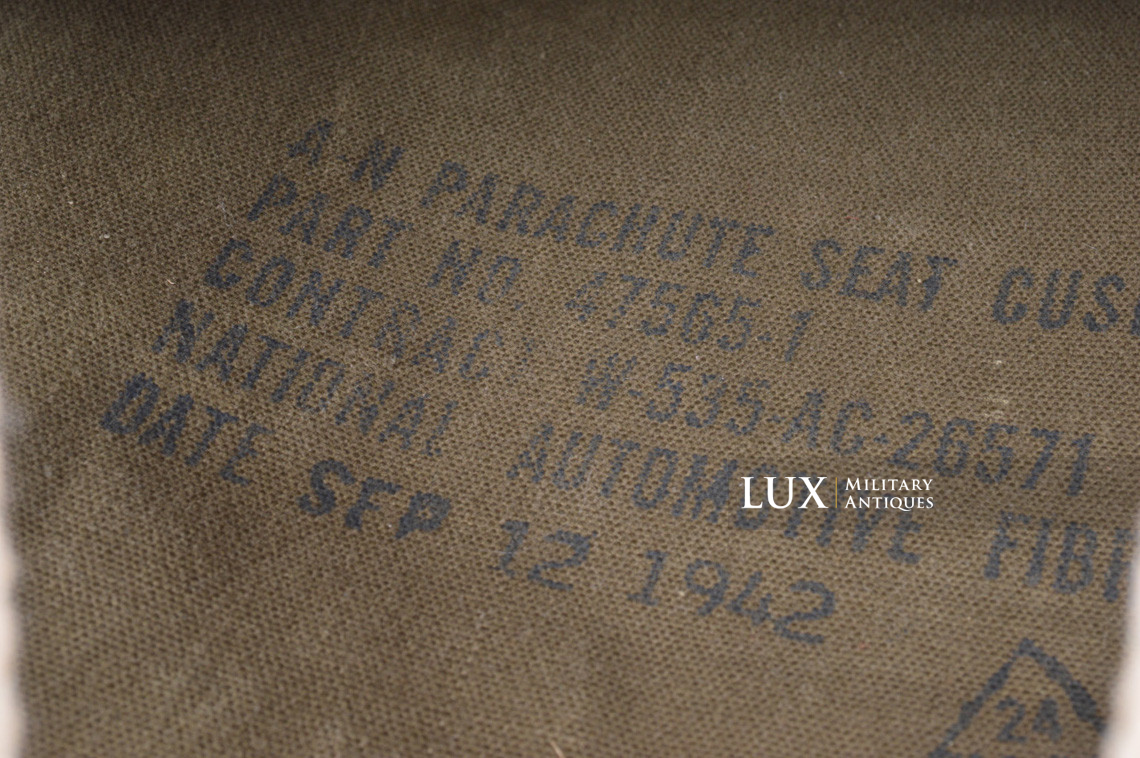 A-N PARACHUTE SEAT CUS
PART NO. 47565-1
CONTRAC: W-535-AC-26571
NATIONAL AUTOMOTIVE FIB
DATE SEP 12 1942
24
LUX MILITARY ANTIQUES